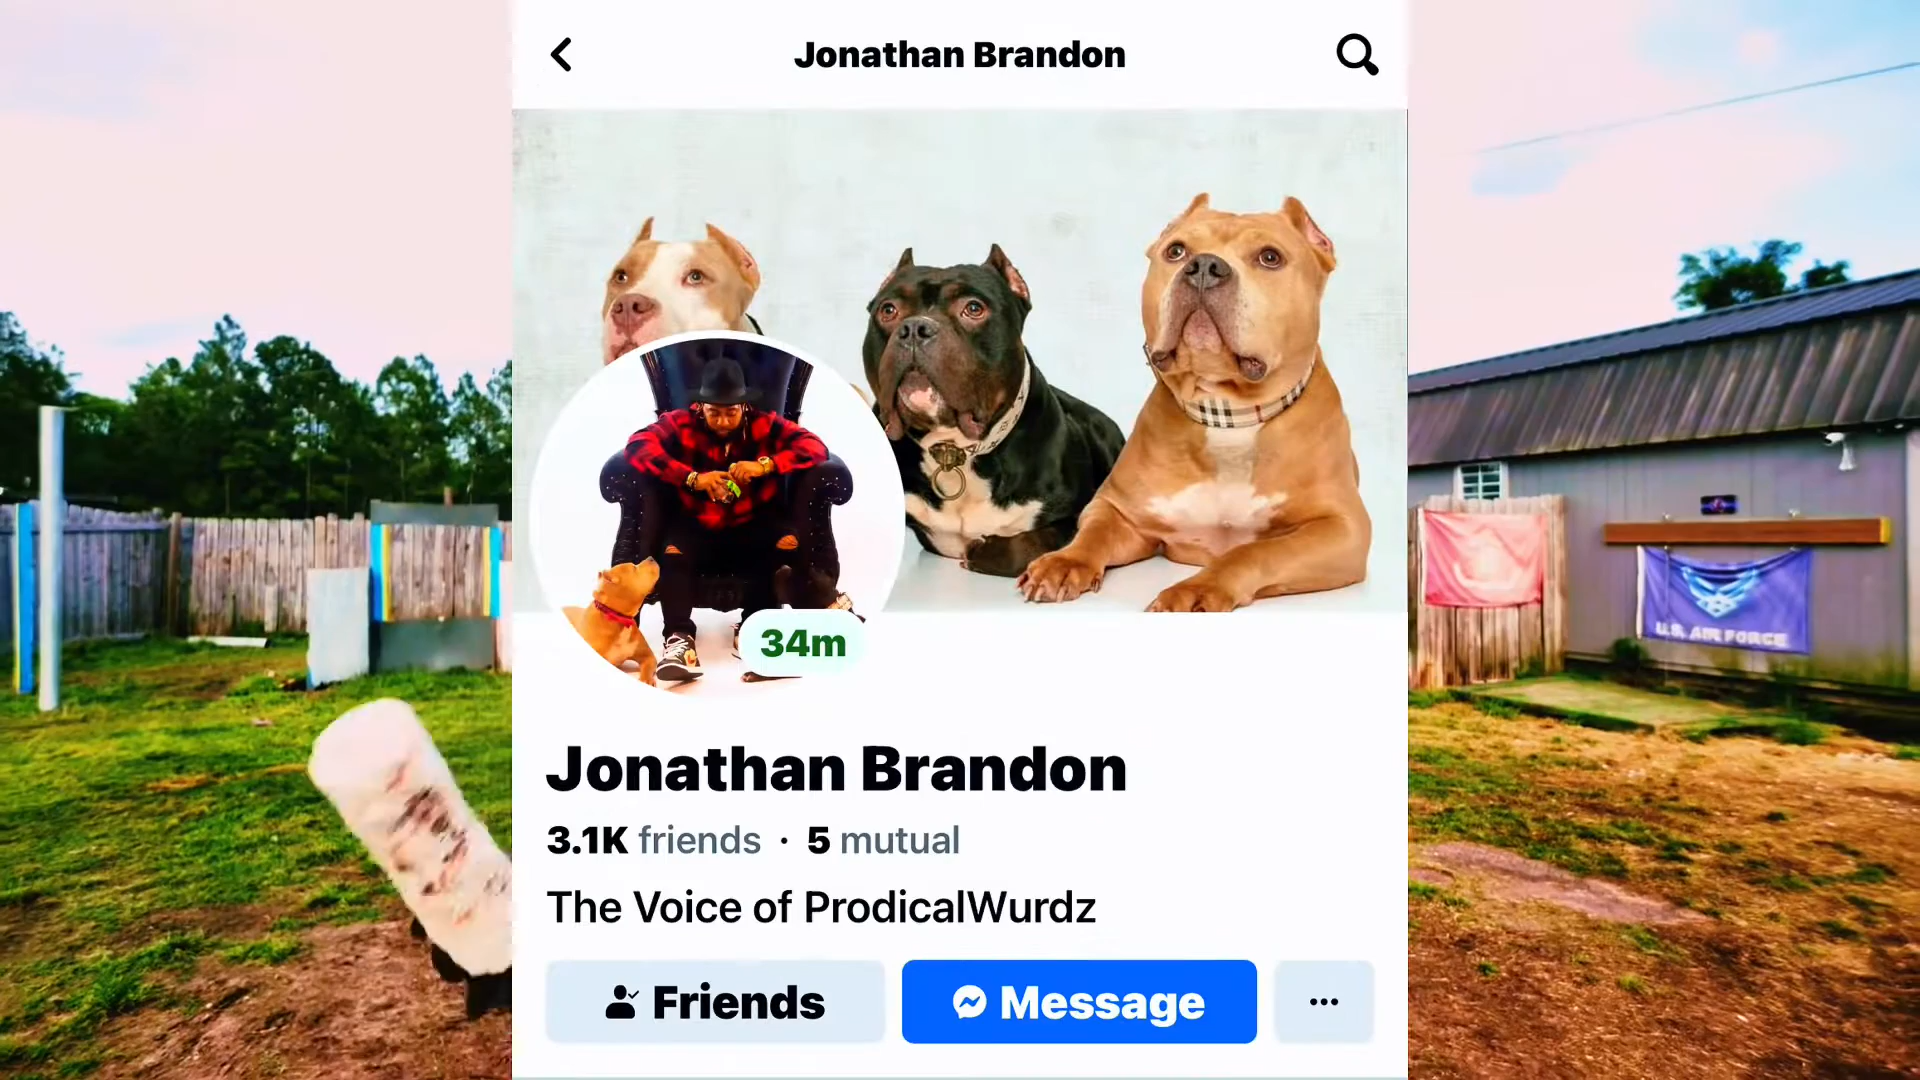 Jonathan Brandon
34m
Jonathan Brandon
3.1K friends · 5 mutual
The Voice of ProdicalWurdz
Friends
Message
U.S. AIR FORCE